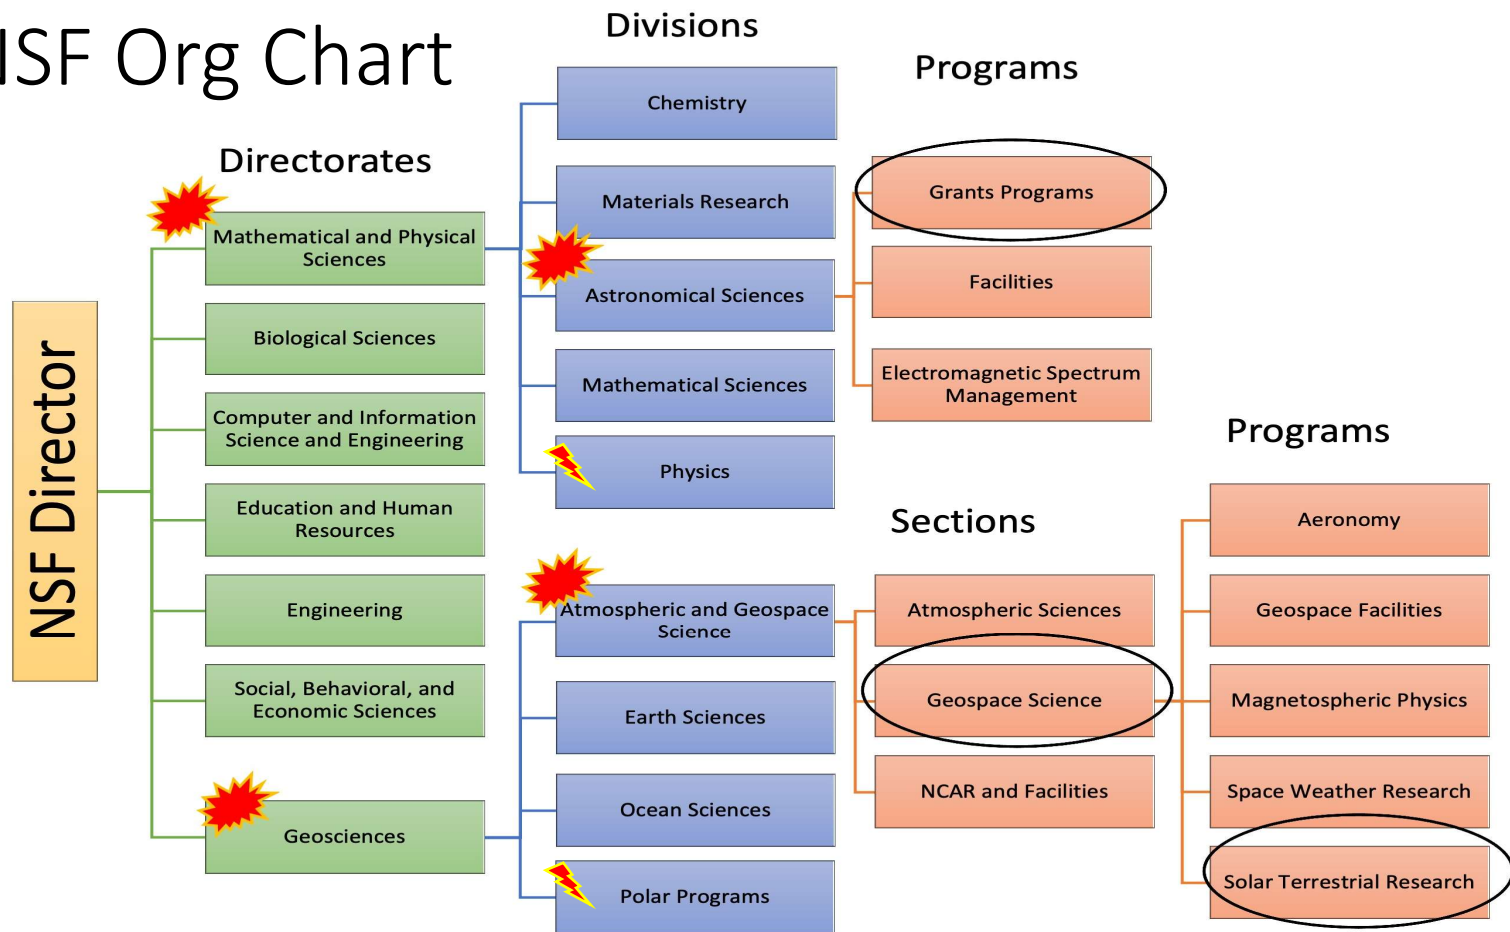 NSF Org Chart
Divisions
Programs
Directorates
Chemistry
Materials Research
Astronomical Sciences
Mathematical Sciences
Physics
Grants Programs
Facilities
Electromagnetic Spectrum
Management
Mathematical and Physical
Sciences
Biological Sciences
Computer and Information
Science and Engineering
Education and Human
Resources
Engineering
Social, Behavioral, and
Economic Sciences
Geosciences
NSF Director
Atmospheric and Geospace
Science
Earth Sciences
Ocean Sciences
Polar Programs
Sections
Atmospheric Sciences
Geospace Science
NCAR and Facilities
Programs
Aeronomy
Geospace Facilities
Magnetospheric Physics
Space Weather Research
Solar Terrestrial Research